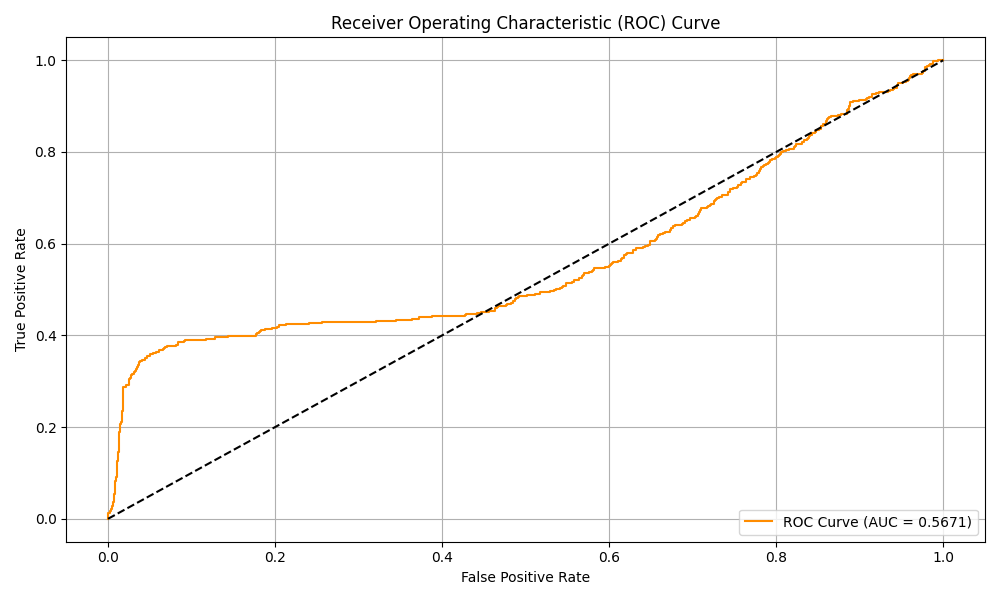 Receiver Operating Characteristic (ROC) Curve
True Positive Rate
1.0
0.8
0.6
0.4
0.2
0.0
0.0 0.2 0.4 0.6 0.8 1.0
False Positive Rate
ROC Curve (AUC = 0.5671)